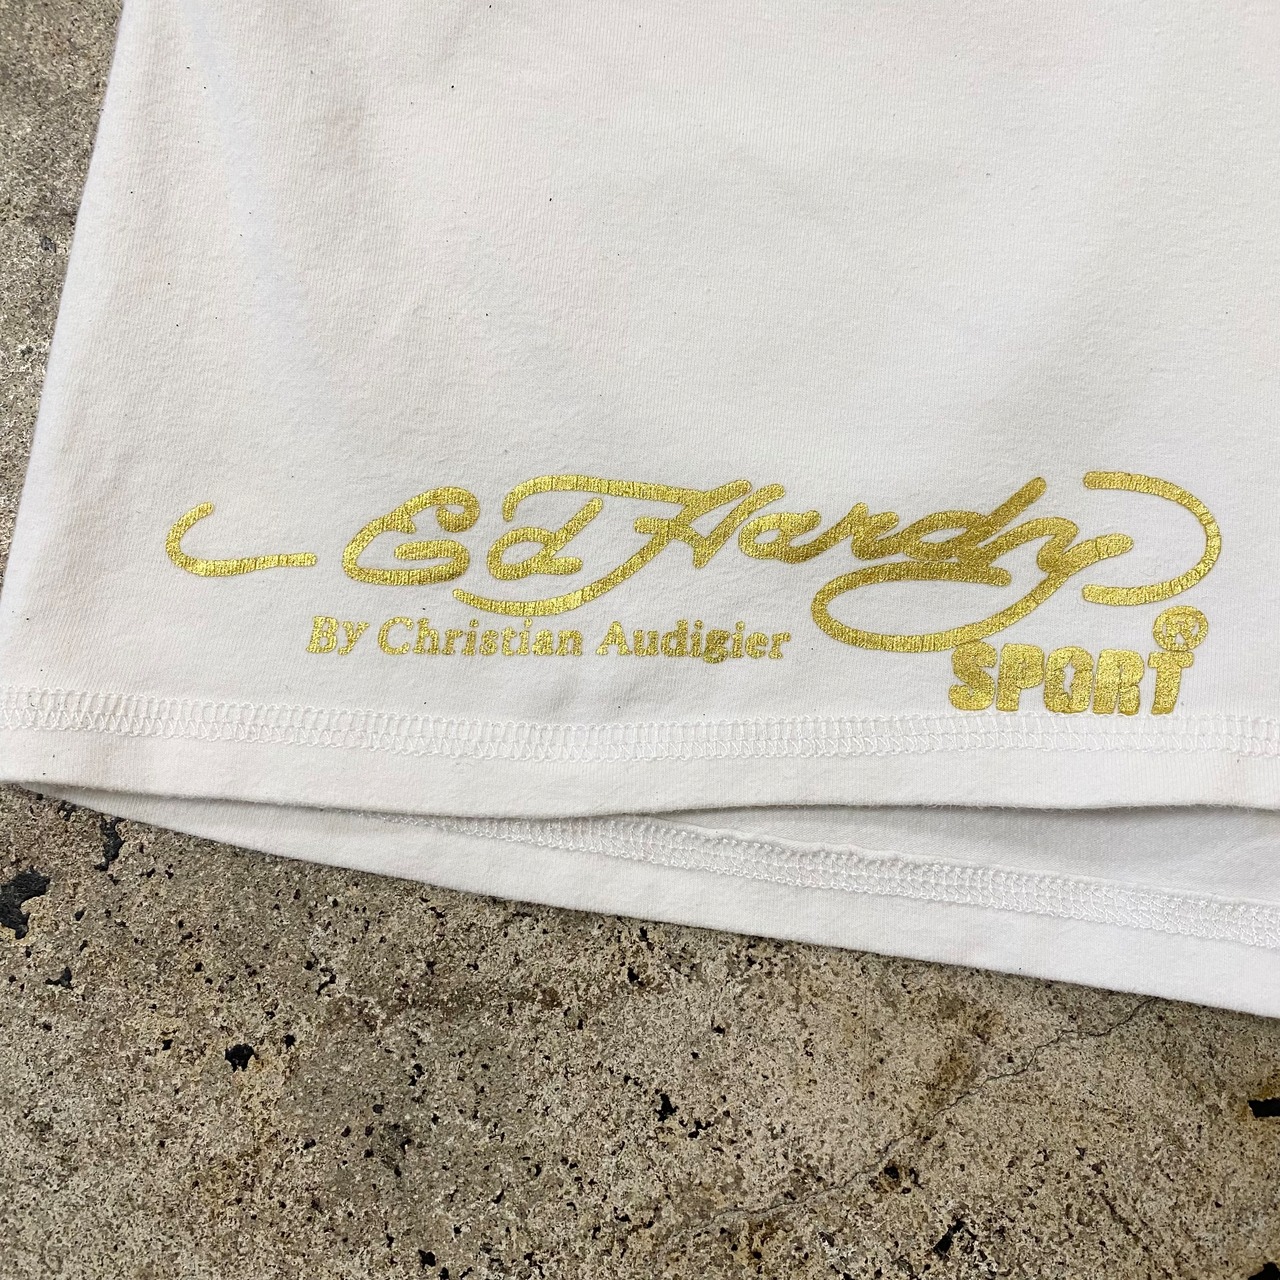 Ed Hardy
By Christian Audigier
SPORT®